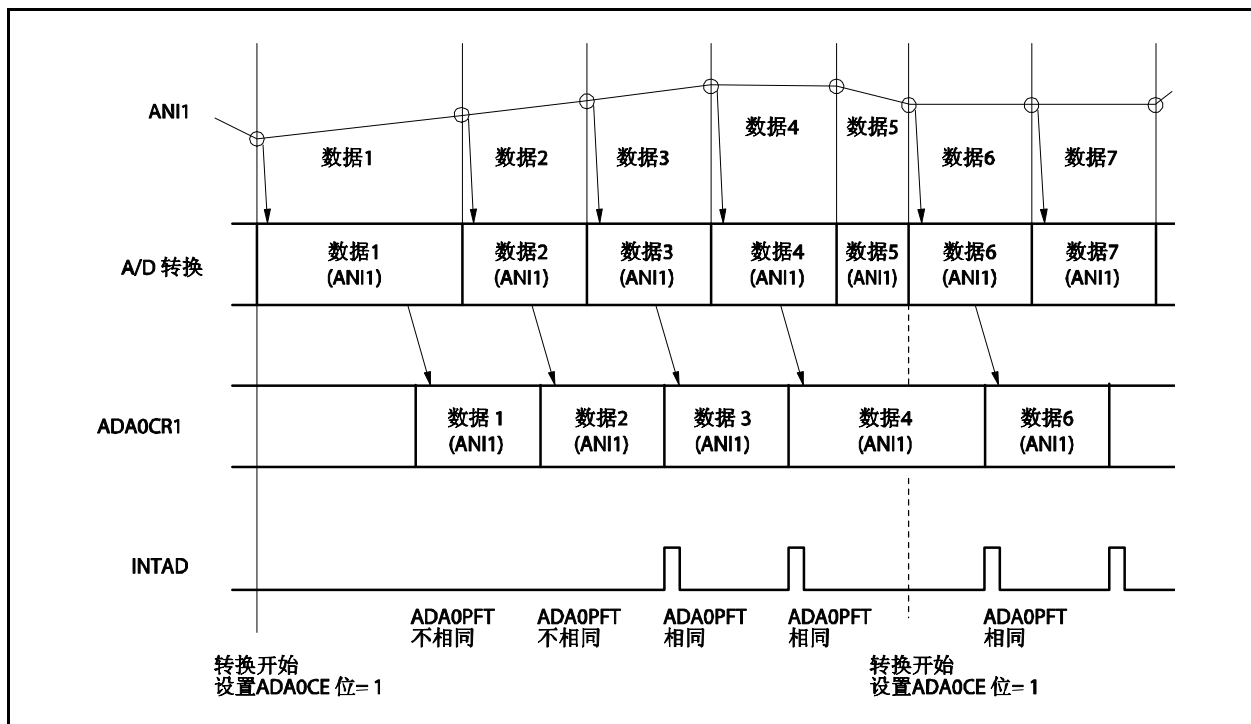 ANI1
数据1
数据2
数据3
数据4
数据5
数据6
数据7
A/D 转换
数据1
(ANI1)
数据2
(ANI1)
数据3
(ANI1)
数据4
(ANI1)
数据5
(ANI1)
数据6
(ANI1)
数据7
(ANI1)
ADA0CR1
数据 1
(ANI1)
数据2
(ANI1)
数据 3
(ANI1)
数据4
(ANI1)
数据6
(ANI1)
INTAD
ADA0PFT
不相同
ADA0PFT
不相同
ADA0PFT
相同
ADA0PFT
相同
ADA0PFT
相同
转换开始
设置ADA0CE 位= 1
转换开始
设置ADA0CE 位= 1